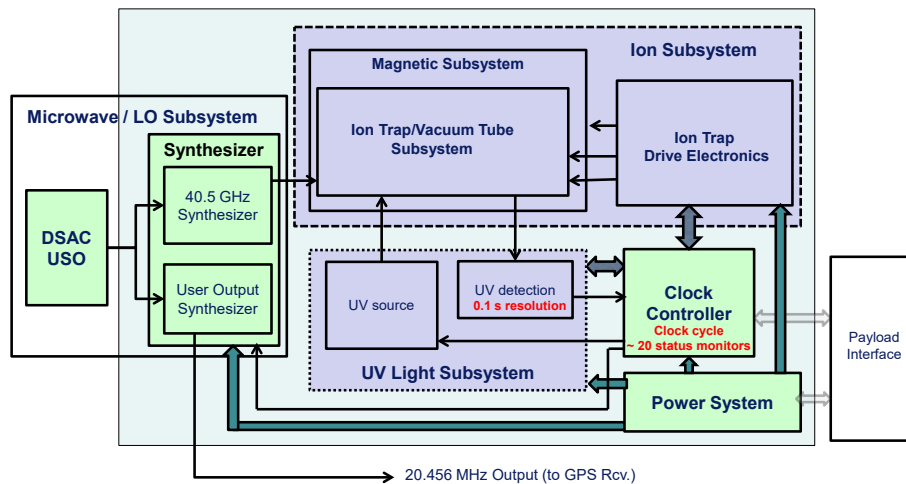 Ion Subsystem
Magnetic Subsystem
Microwave / LO Subsystem
Ion Trap/Vacuum Tube
Subsystem
Ion Trap
Drive Electronics
Synthesizer
40.5 GHz
Synthesizer
DSAC
USO
User Output
Synthesizer
UV source
UV detection
0.1 s resolution
Clock
Controller
Clock cycle
~ 20 status monitors
Payload
Interface
UV Light Subsystem
Power System
20.456 MHz Output (to GPS Rcv.)